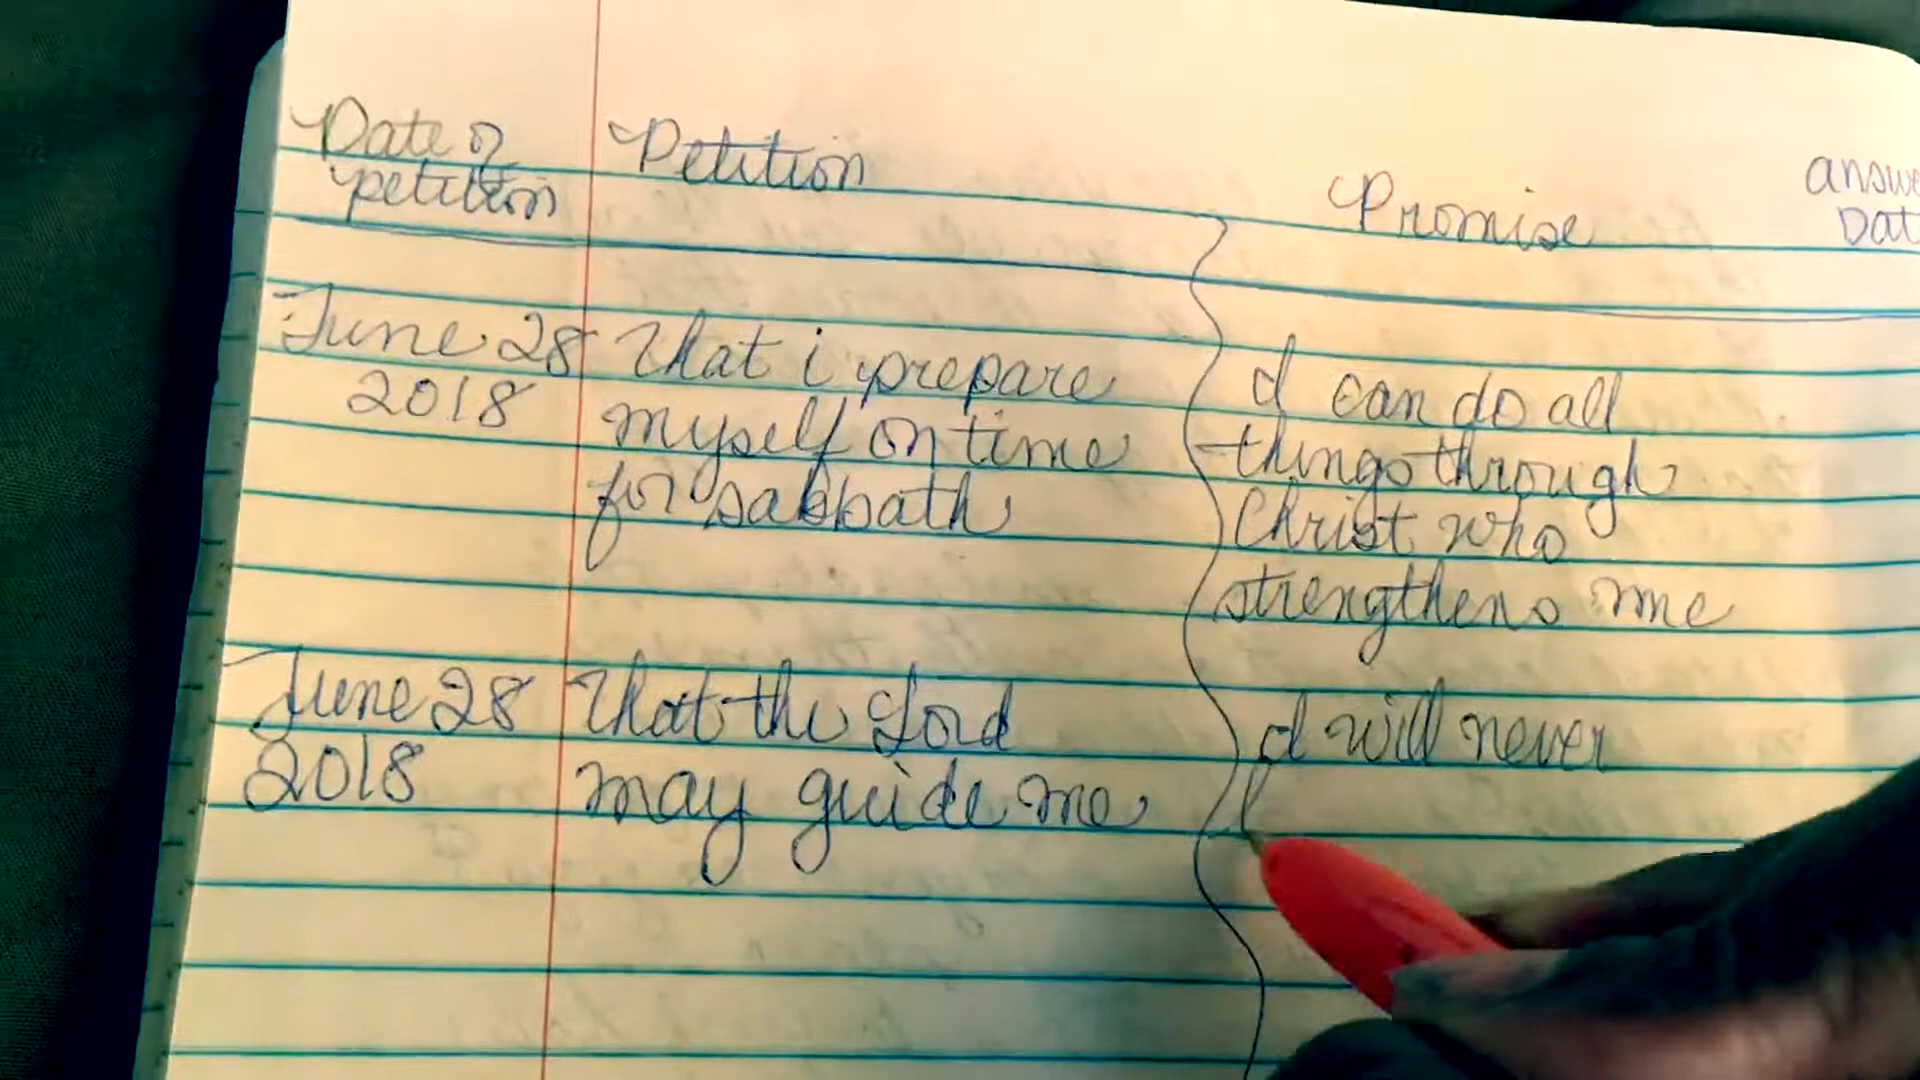 Date of
petition
Petition
Promise
answe
Dat
June 28
2018
That i prepare
myself on time
for sabbath
I can do all
things through
Christ who
strengthens me
June 28
2018
That the Lord
may guide me
I will never
l